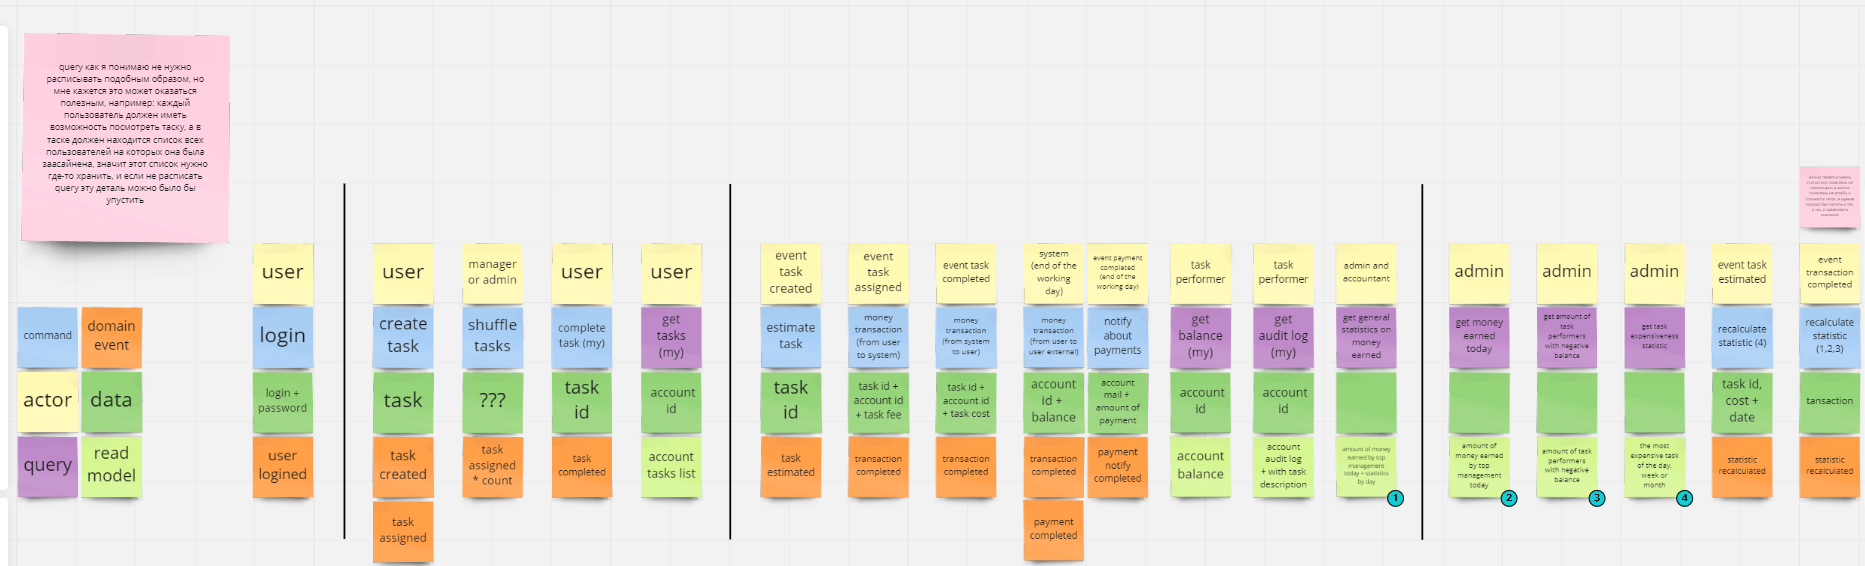 query как я понимаю не нужно
расписывать подобным образом, но
мне кажется это может оказаться
полезным, например: каждый
пользователь должен иметь
возможность посмотреть таску, а в
таске должен находится список всех
пользователей на которых она была
заасайнена, значит этот список нужно
где-то хранить, и если не расписать
query эту деталь можно было бы
упустить
command
domain
event
actor
data
query
read
model
user
login
login +
password
user
logined
user
create
task
task
task
created
task
assigned
manager
or admin
shuffle
tasks
???
task
assigned
* count
user
complete
task (my)
task
id
task
completed
user
get
tasks
(my)
account
id
account
tasks list
event
task
created
estimate
task
task
id
task
estimated
event
task
assigned
money
transaction
(from user
to system)
task id +
account id
+ task fee
transaction
completed
event task
completed
money
transaction
(from system
to user)
task id +
account id
+ task cost
transaction
completed
system
(end of the
working
day)
money
transaction
(from user to
user external)
account
id +
balance
transaction
completed
payment
completed
event payment
completed
(end of the
working day)
notify
about
payments
account
mail +
amount of
payment
payment
notify
completed
task
performer
get
balance
(my)
account
id
account
balance
task
performer
get
audit log
(my)
account
id
account
audit log
+ with task
description
admin and
accountant
get general
statistics on
money
earned
amount of money
earned by top
management
today + statistics
by day
1
admin
get money
earned
today
amount of
money earned
by top
management
today
2
admin
get amount of
task
performers
with negative
balance
amount of task
performers
with negative
balance
3
admin
get task
expensiveness
statistic
the most
expensive task
of the day,
week or
month
4
event task
estimated
recalculate
statistic (4)
task id,
cost +
date
statistic
recalculated
event
transaction
completed
recalculate
statistic
(1,2,3)
tansaction
statistic
recalculated